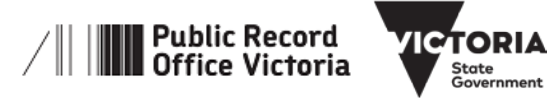 Public Record
Office Victoria
VICTORIA
State
Government